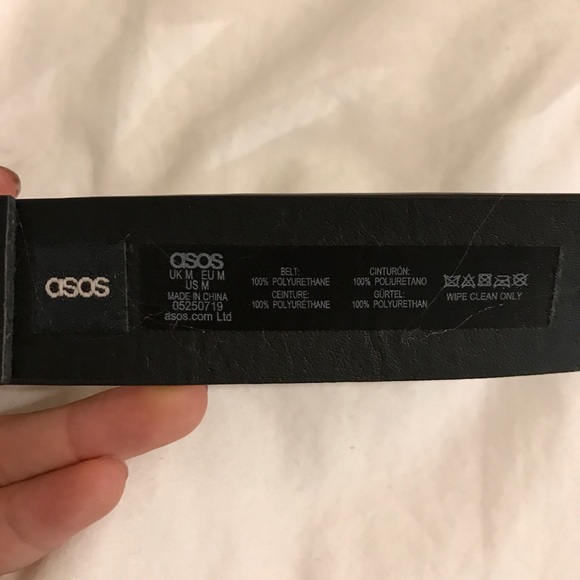 asos
asos
UK M EU M
US M
MADE IN CHINA
05250719
asos.com Ltd
BELT:
100% POLYURETHANE
CEINTURE:
100% POLYURETHANE
CINTURÓN:
100% POLIURETANO
GÜRTEL:
100% POLYURETHAN
WIPE CLEAN ONLY